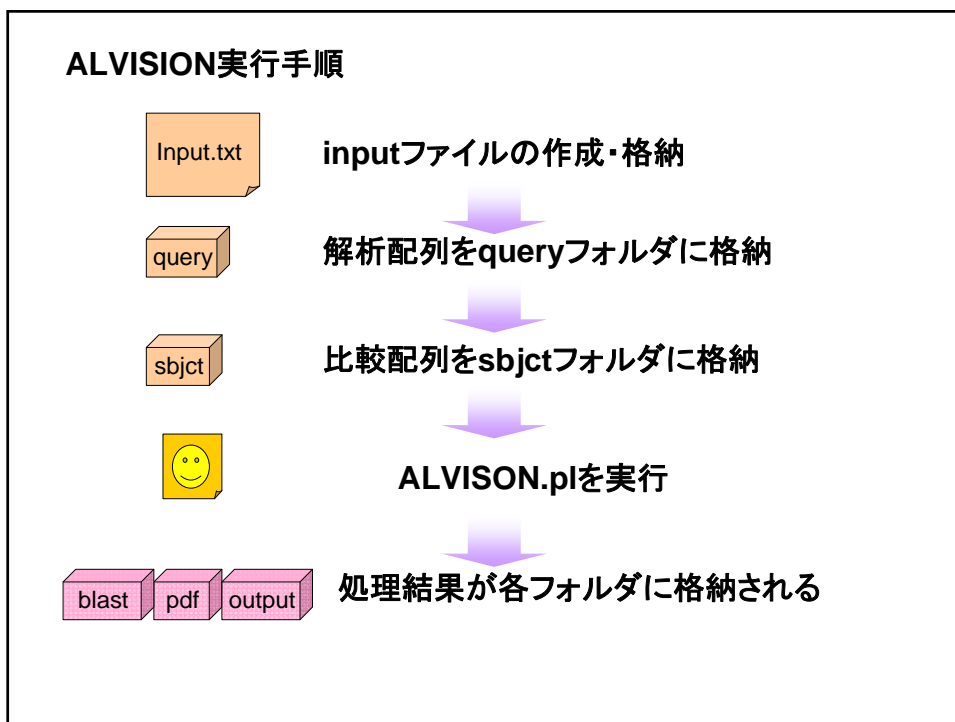 ALVISION実行手順
Input.txt
inputファイルの作成・格納
query
解析配列をqueryフォルダに格納
sbjct
比較配列をsbjctフォルダに格納
ALVISON.plを実行
blast pdf output
処理結果が各フォルダに格納される